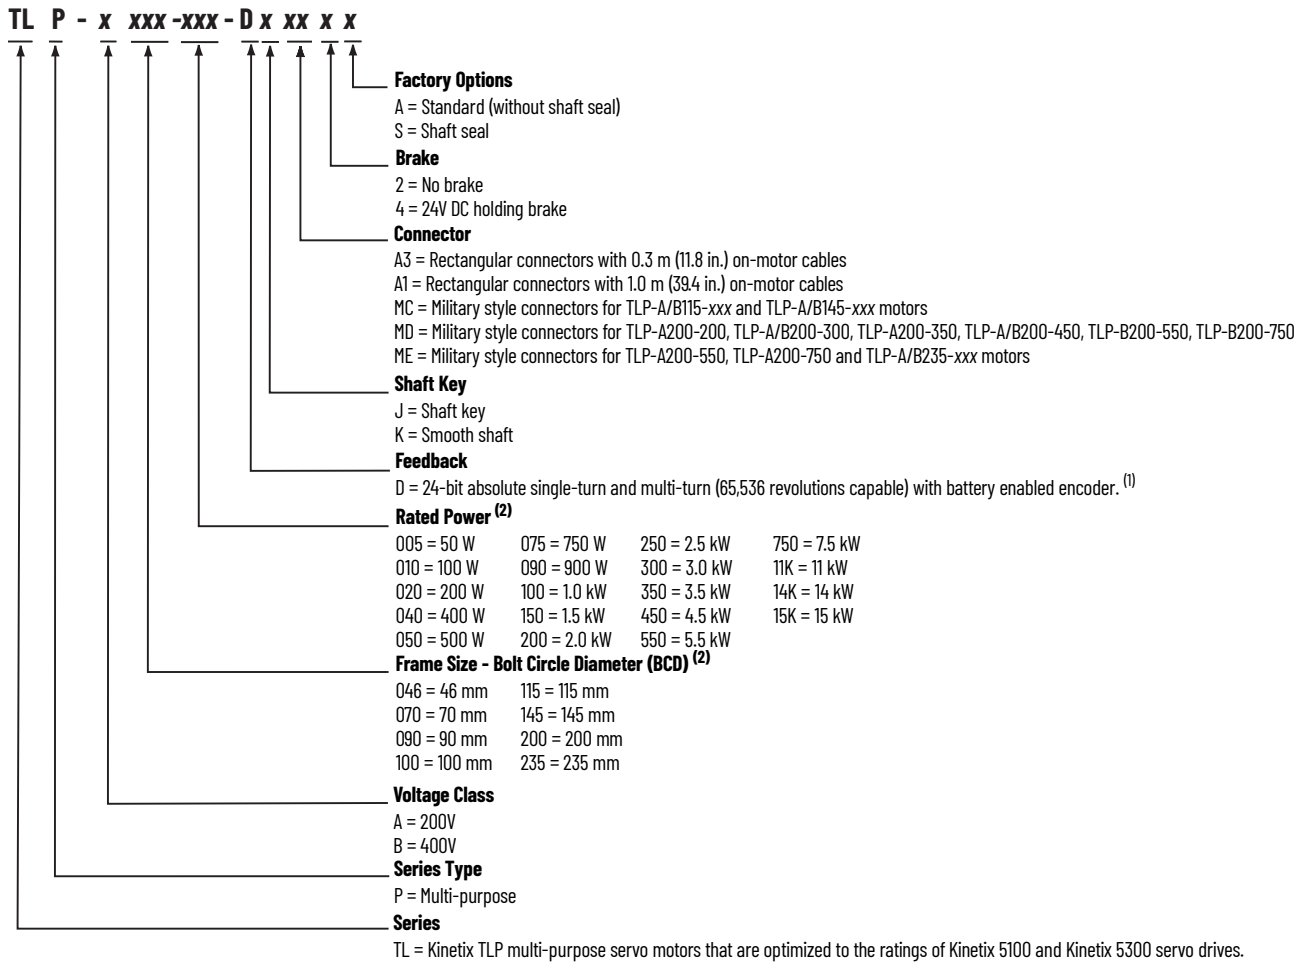 TL P - x xxx -xxx - D x xx x x
Factory Options
A = Standard (without shaft seal)
S = Shaft seal
Brake
2 = No brake
4 = 24V DC holding brake
Connector
A3 = Rectangular connectors with 0.3 m (11.8 in.) on-motor cables
A1 = Rectangular connectors with 1.0 m (39.4 in.) on-motor cables
MC = Military style connectors for TLP-A/B115-xxx and TLP-A/B145-xxx motors
MD = Military style connectors for TLP-A200-200, TLP-A/B200-300, TLP-A200-350, TLP-A/B200-450, TLP-B200-550, TLP-B200-750
ME = Military style connectors for TLP-A200-550, TLP-A200-750 and TLP-A/B235-xxx motors
Shaft Key
J = Shaft key
K = Smooth shaft
Feedback
D = 24-bit absolute single-turn and multi-turn (65,536 revolutions capable) with battery enabled encoder. (1)
Rated Power (2)
005 = 50 W 075 = 750 W 250 = 2.5 kW 750 = 7.5 kW
010 = 100 W 090 = 900 W 300 = 3.0 kW 11K = 11 kW
020 = 200 W 100 = 1.0 kW 350 = 3.5 kW 14K = 14 kW
040 = 400 W 150 = 1.5 kW 450 = 4.5 kW 15K = 15 kW
050 = 500 W 200 = 2.0 kW 550 = 5.5 kW
Frame Size - Bolt Circle Diameter (BCD) (2)
046 = 46 mm 115 = 115 mm
070 = 70 mm 145 = 145 mm
090 = 90 mm 200 = 200 mm
100 = 100 mm 235 = 235 mm
Voltage Class
A = 200V
B = 400V
Series Type
P = Multi-purpose
Series
TL = Kinetix TLP multi-purpose servo motors that are optimized to the ratings of Kinetix 5100 and Kinetix 5300 servo drives.